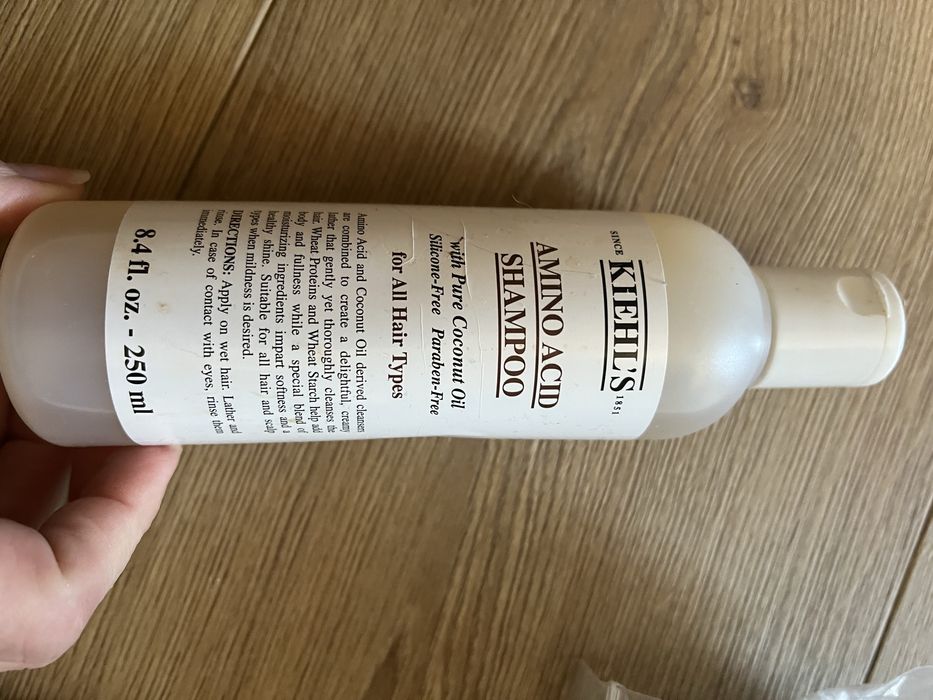 SINCE KIEHL'S 1851
AMINO ACID
SHAMPOO
with Pure Coconut Oil
Silicone-Free Paraben-Free
for All Hair Types
Amino Acid and Coconut Oil derived cleansers
are combined to create a delightful, creamy
lather that gently yet thoroughly cleanses the
hair. Wheat Proteins and Wheat Starch help add
body and fullness while a special blend of
moisturizing ingredients impart softness and a
healthy shine. Suitable for all hair and scalp
types when mildness is desired.
DIRECTIONS: Apply on wet hair. Lather and
rinse. In case of contact with eyes, rinse them
immediately.
8.4 fl. oz. - 250 ml